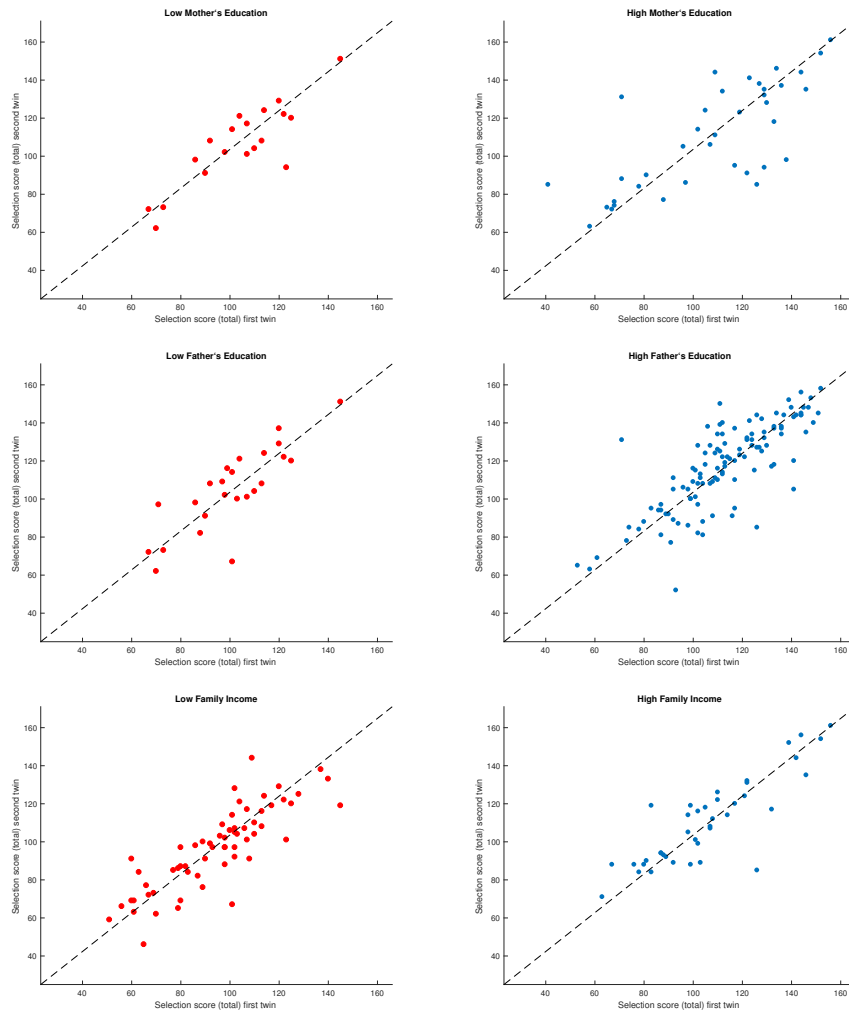 Low Mother's Education
High Mother's Education
Selection score (total) second twin
160
140
120
100
80
60
40
40 60 80 100 120 140 160
Selection score (total) first twin
Selection score (total) second twin
160
140
120
100
80
60
40
40 60 80 100 120 140 160
Selection score (total) first twin
Low Father's Education
High Father's Education
Selection score (total) second twin
160
140
120
100
80
60
40
40 60 80 100 120 140 160
Selection score (total) first twin
Selection score (total) second twin
160
140
120
100
80
60
40
40 60 80 100 120 140 160
Selection score (total) first twin
Low Family Income
High Family Income
Selection score (total) second twin
160
140
120
100
80
60
40
40 60 80 100 120 140 160
Selection score (total) first twin
Selection score (total) second twin
160
140
120
100
80
60
40
40 60 80 100 120 140 160
Selection score (total) first twin